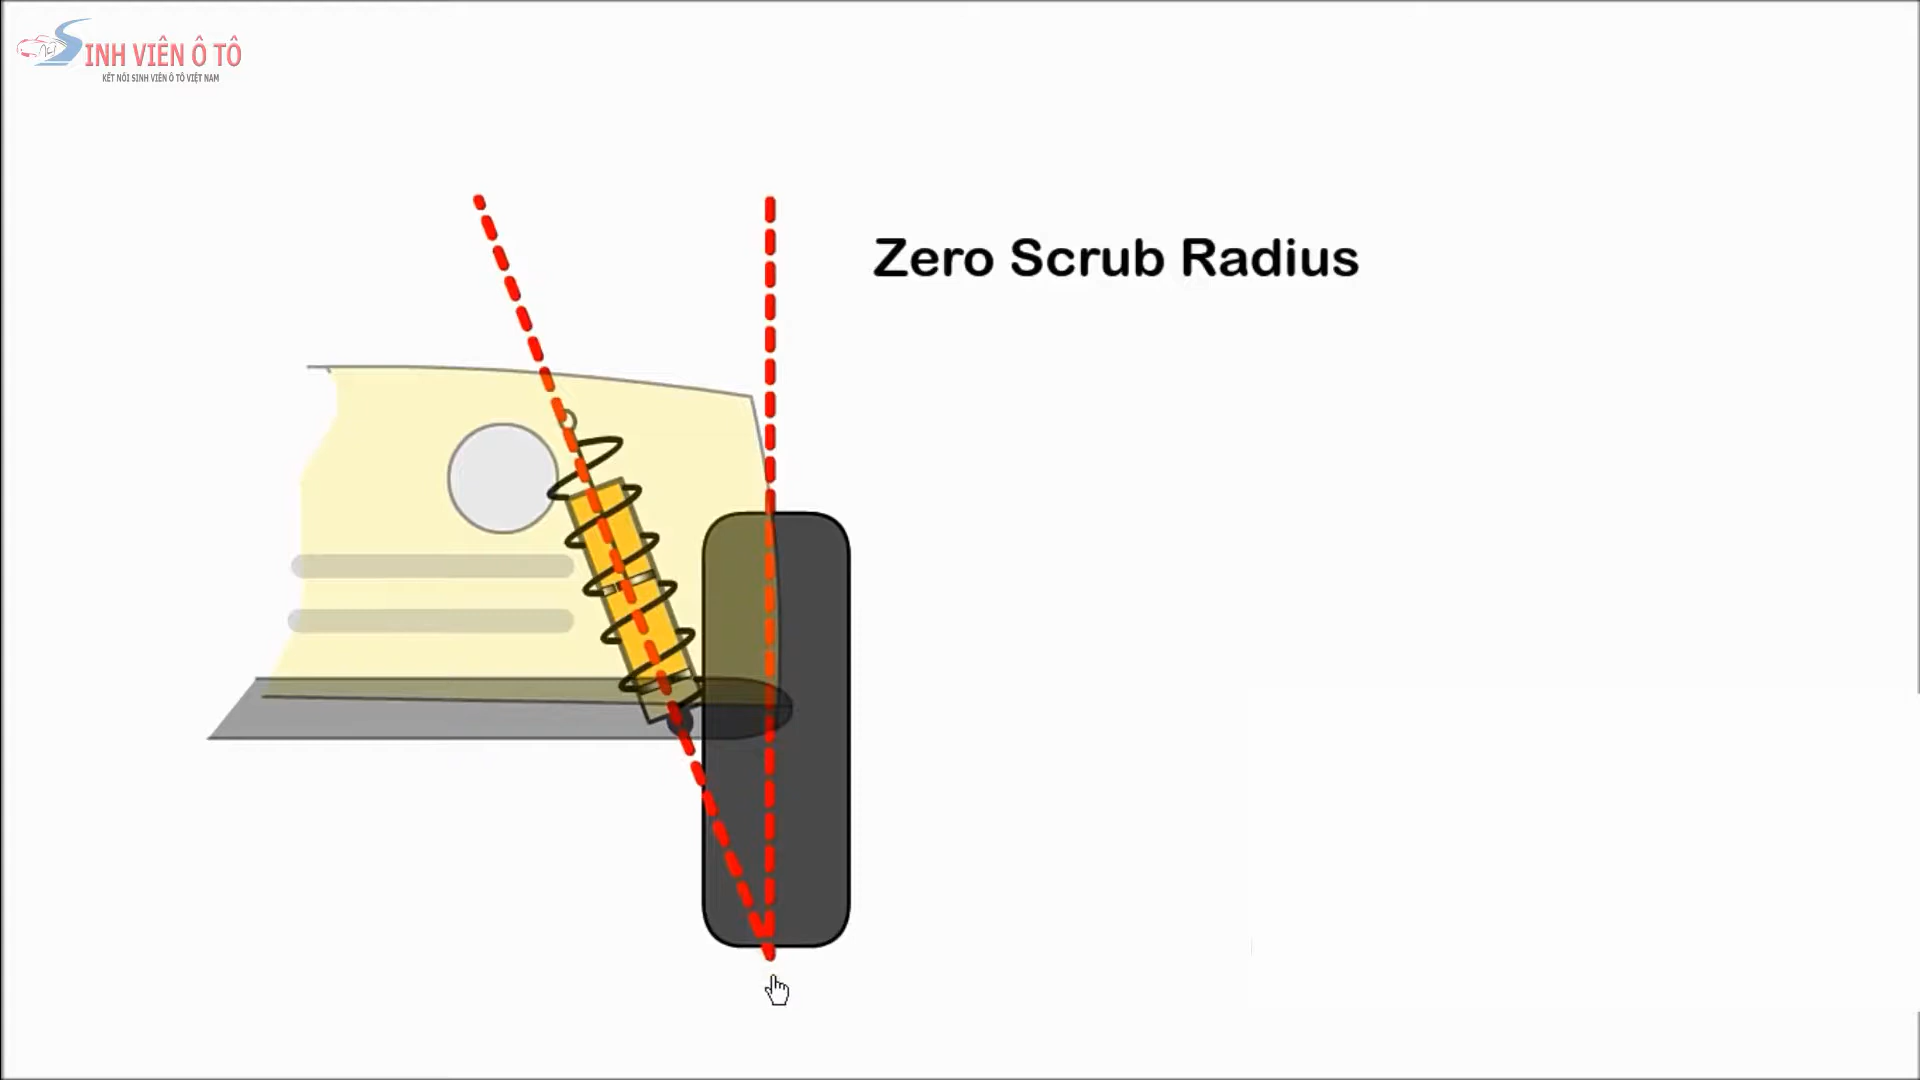 SINH VIÊN Ô TÔ
KẾT NỐI SINH VIÊN Ô TÔ VIỆT NAM
Zero Scrub Radius